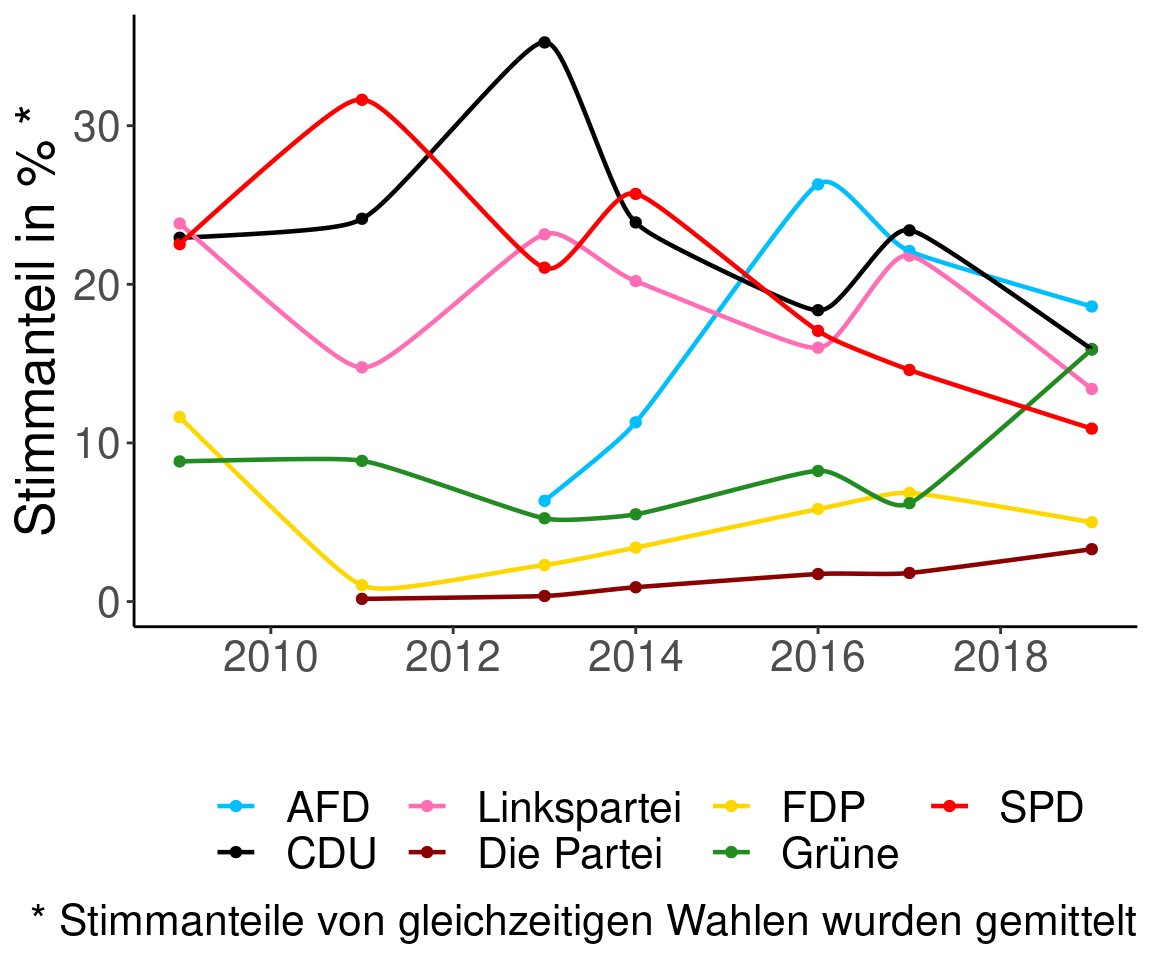 Stimmanteil in % *
30
20
10
0
2010 2012 2014 2016 2018
AFD Linkspartei FDP SPD
CDU Die Partei Grüne
* Stimmanteile von gleichzeitigen Wahlen wurden gemittelt